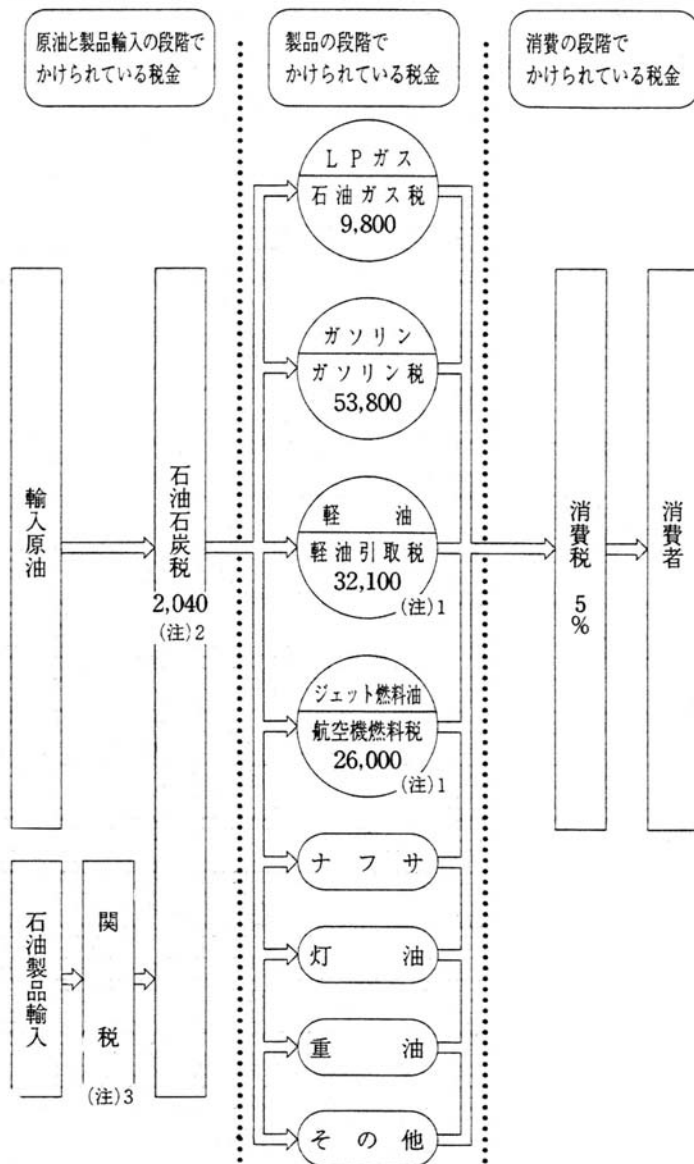 原油と製品輸入の段階で
かけられている税金
製品の段階で
かけられている税金
消費の段階で
かけられている税金
輸入原油
石油製品輸入
関税
(注)3
石油石炭税
2,040
(注)2
LPガス
石油ガス税
9,800
ガソリン
ガソリン税
53,800
軽油
軽油引取税
32,100
(注)1
ジェット燃料油
航空機燃料税
26,000
(注)1
ナフサ
灯油
重油
その他
消費税
5%
消費者